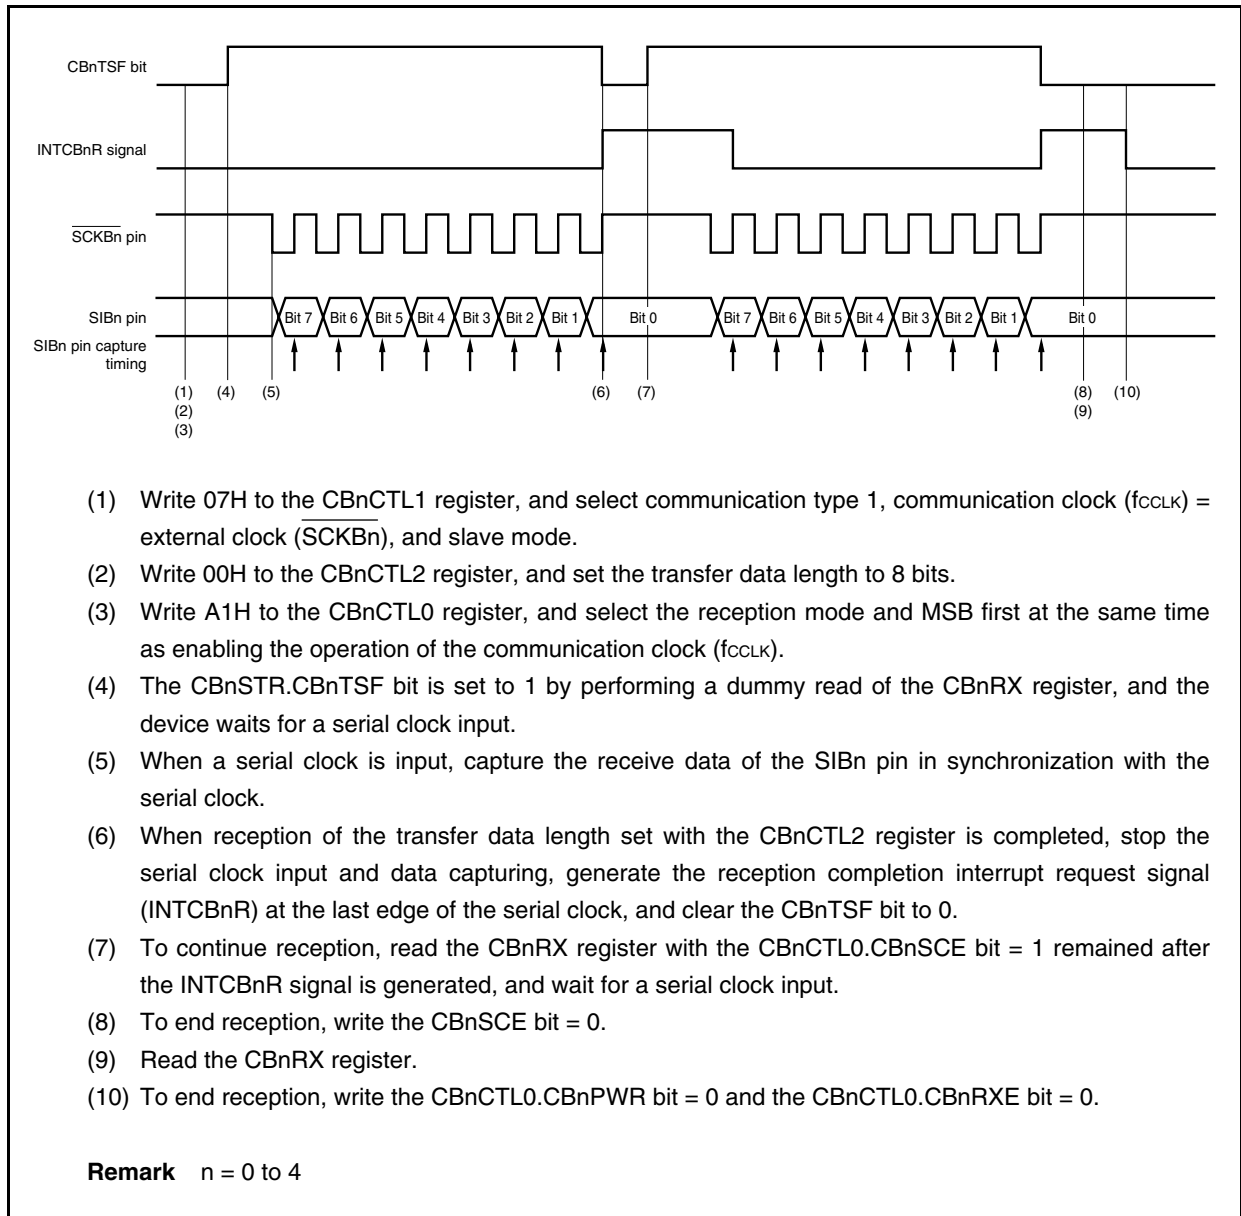 CBnTSF bit
INTCBnR signal
SCKBn pin
SIBn pin
Bit 7 Bit 6 Bit 5 Bit 4 Bit 3 Bit 2 Bit 1 Bit 0 Bit 7 Bit 6 Bit 5 Bit 4 Bit 3 Bit 2 Bit 1 Bit 0
SIBn pin capture
timing
(1) (4) (5) (6) (7) (8) (10)
(2) (9)
(3)
(1) Write 07H to the CBnCTL1 register, and select communication type 1, communication clock (fCCLK) =
external clock (SCKBn), and slave mode.
(2) Write 00H to the CBnCTL2 register, and set the transfer data length to 8 bits.
(3) Write A1H to the CBnCTL0 register, and select the reception mode and MSB first at the same time
as enabling the operation of the communication clock (fCCLK).
(4) The CBnSTR.CBnTSF bit is set to 1 by performing a dummy read of the CBnRX register, and the
device waits for a serial clock input.
(5) When a serial clock is input, capture the receive data of the SIBn pin in synchronization with the
serial clock.
(6) When reception of the transfer data length set with the CBnCTL2 register is completed, stop the
serial clock input and data capturing, generate the reception completion interrupt request signal
(INTCBnR) at the last edge of the serial clock, and clear the CBnTSF bit to 0.
(7) To continue reception, read the CBnRX register with the CBnCTL0.CBnSCE bit = 1 remained after
the INTCBnR signal is generated, and wait for a serial clock input.
(8) To end reception, write the CBnSCE bit = 0.
(9) Read the CBnRX register.
(10) To end reception, write the CBnCTL0.CBnPWR bit = 0 and the CBnCTL0.CBnRXE bit = 0.
Remark n = 0 to 4